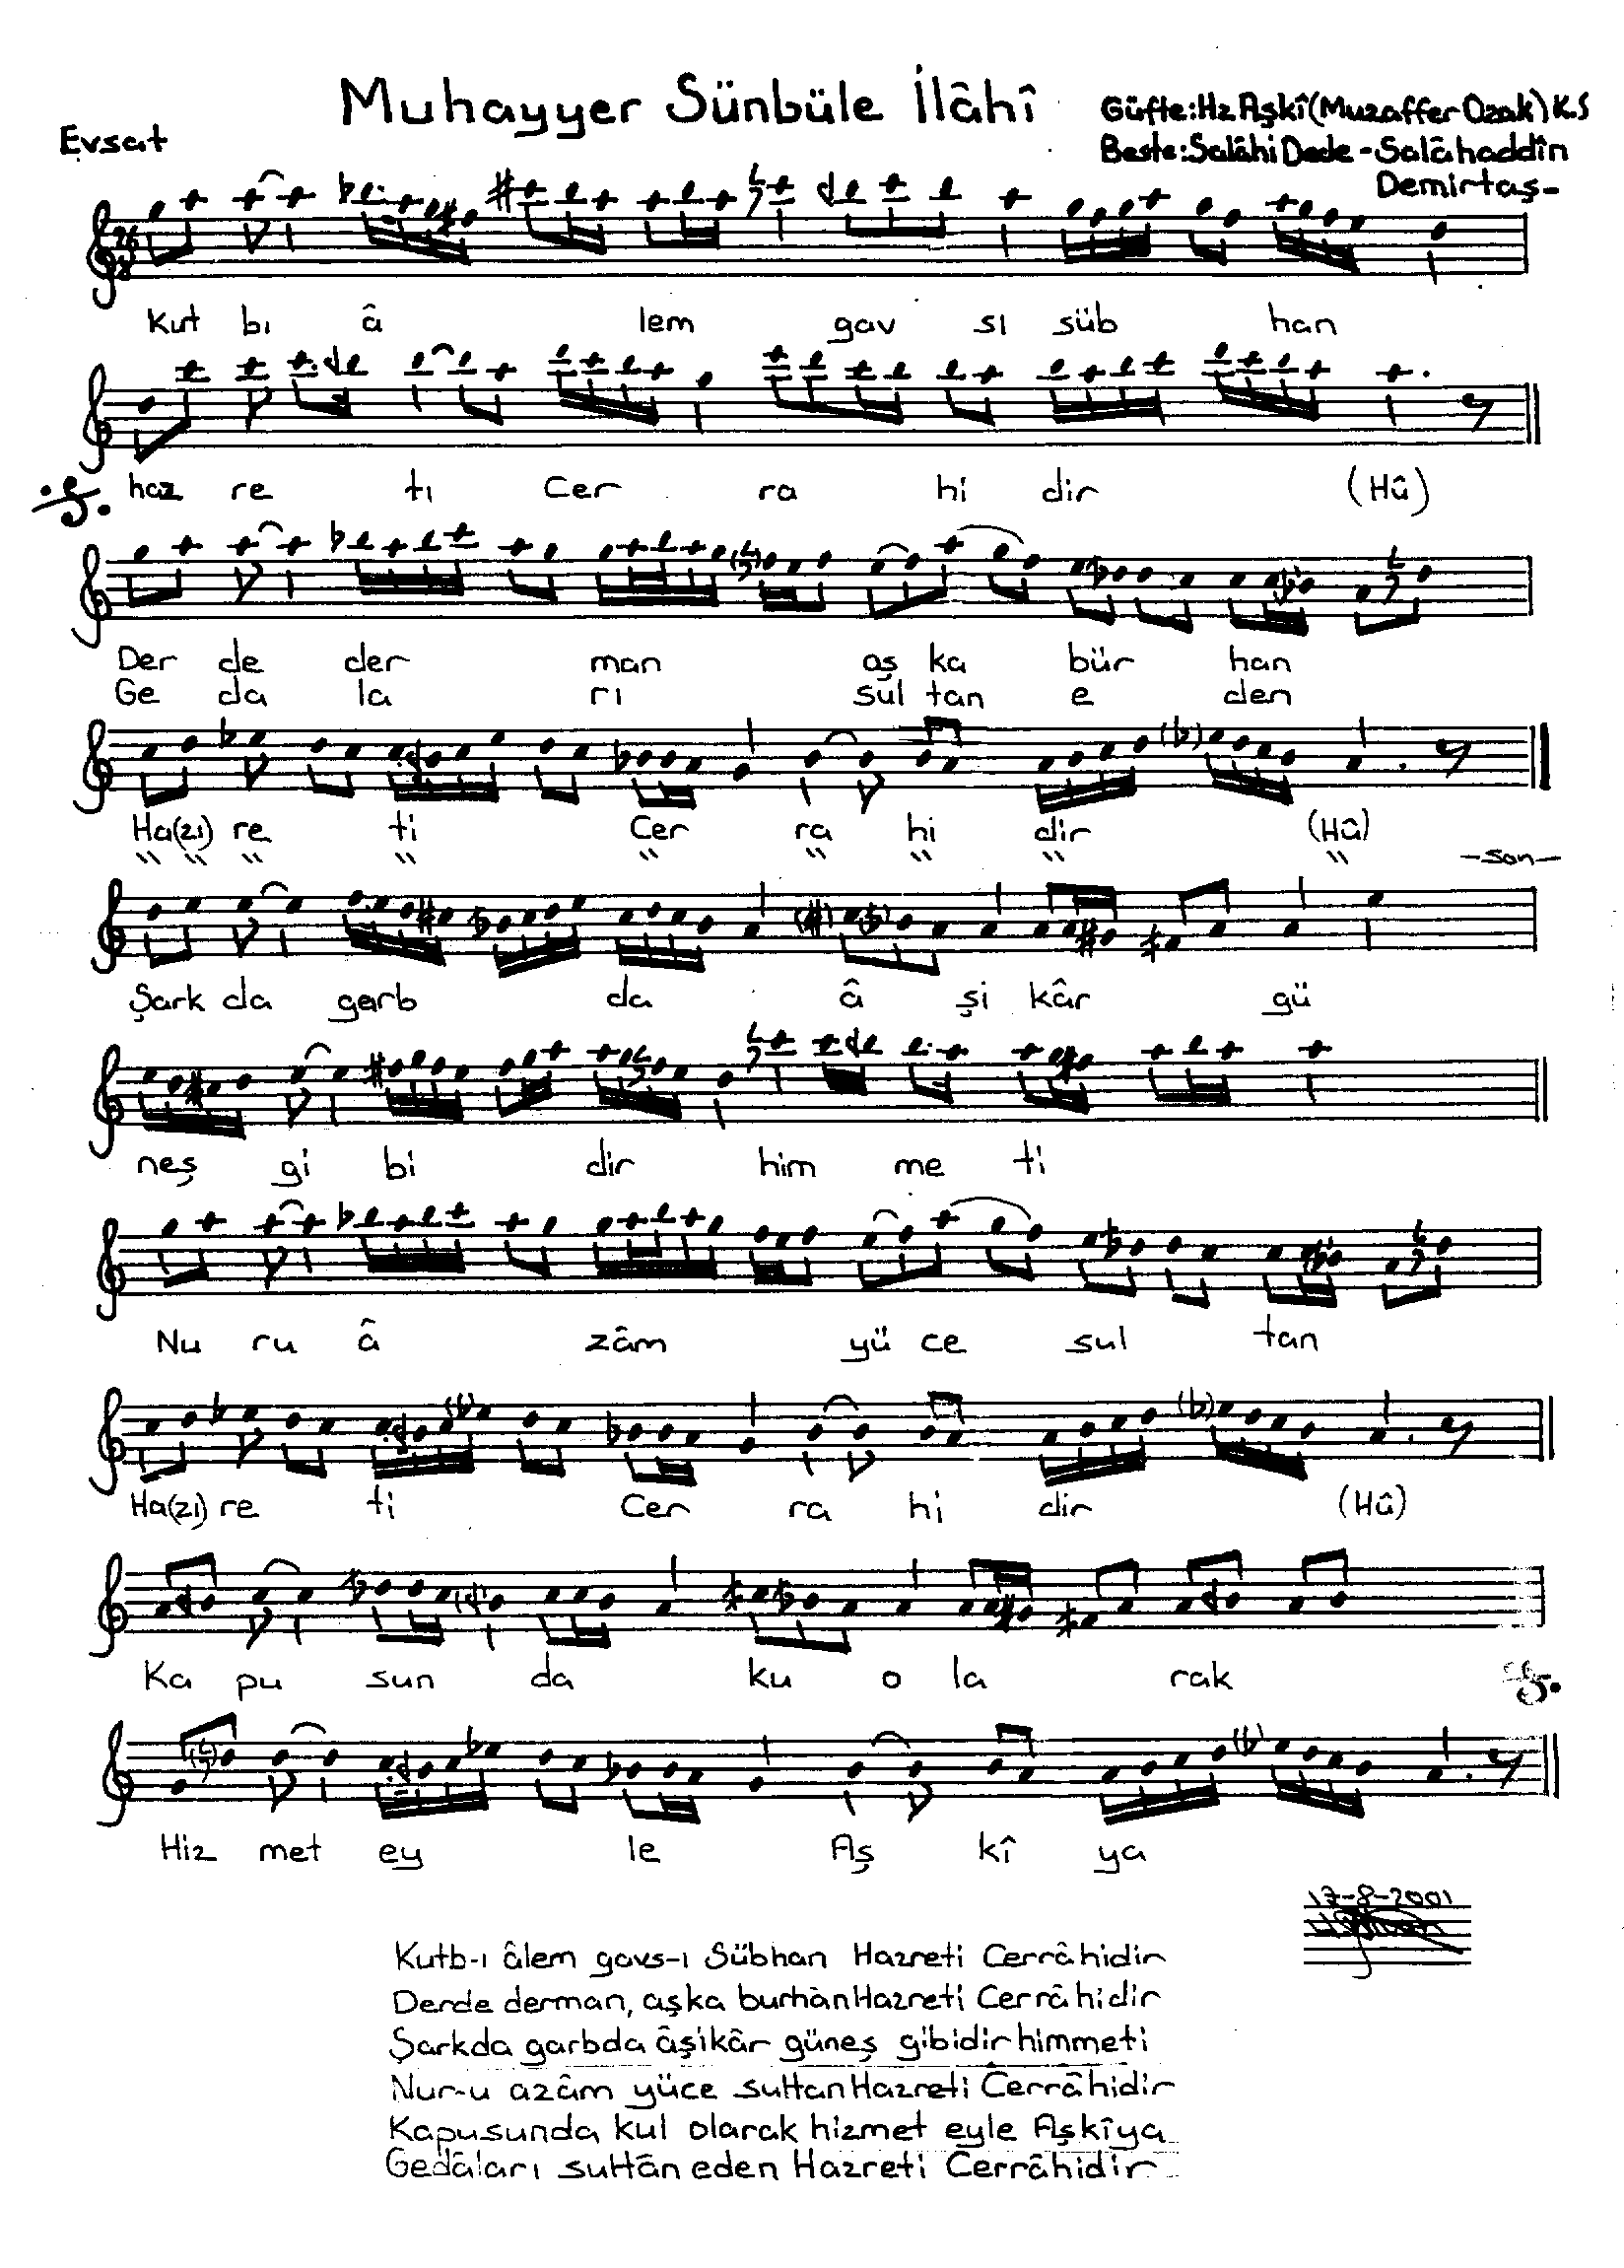 Muhayyer Sünbüle İlâhî
Güfte:Hz Aşkî(Muzaffer Ozak)K.S
Evsat
Beste:Salâhi Dede-Salâhaddîn
Demirtaş-
26
8
Kut bı â lem gav sı süb han
haz re tı Cer ra hi dir (Hû)
Der de der man aş ka bür han
Ge da la rı sul tan e den
Ha(zı) re ti Cer ra hi dir (Hû)
-son-
Şark da garb da â şi kâr gü
neş gi bi dir him me ti
Nu ru â zâm yü ce sul tan
Ha(zı) re ti Cer ra hi dir (Hû)
Ka pu sun da ku o la rak
Hiz met ey le Aş kî ya
17-8-2001
Kutb-ı âlem gavs-ı Sübhan Hazreti Cerrâhidir
Derde derman, aşka burhân Hazreti Cerrâhidir
Şarkda garbda âşikâr güneş gibidir himmeti
Nur-u azâm yüce sultan Hazreti Cerrâhidir
Kapusunda kul olarak hizmet eyle Aşkîya
Gedâları sultân eden Hazreti Cerrâhidir